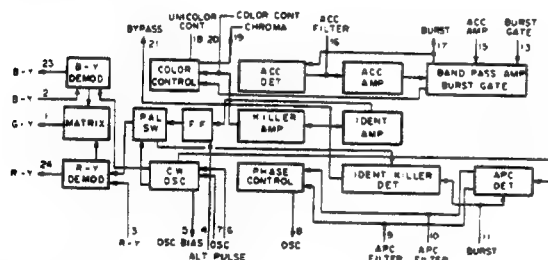 UNICOLOR CONT
COLOR CONT
CHROMA
BYPASS
21
18
20
19
ACC
FILTER
16
BURST
17
ACC
AMP
15
BURST
GATE
13
B-Y
23
B-Y
DEMOD
COLOR
CONTROL
ACC
DET
ACC
AMP
BAND PASS AMP
BURST GATE
B-Y
2
G-Y
1
MATRIX
PAL
SW
F.F
KILLER
AMP
IDENT
AMP
R-Y
24
R-Y
DEMOD
CW
OSC
PHASE
CONTROL
IDENT KILLER
DET
APC
DET
3
R-Y
5
OSC BIAS
4
ALT PULSE
7
OSC
6
8
OSC
9
APC
FILTER
10
APC
FILTER
11
BURST